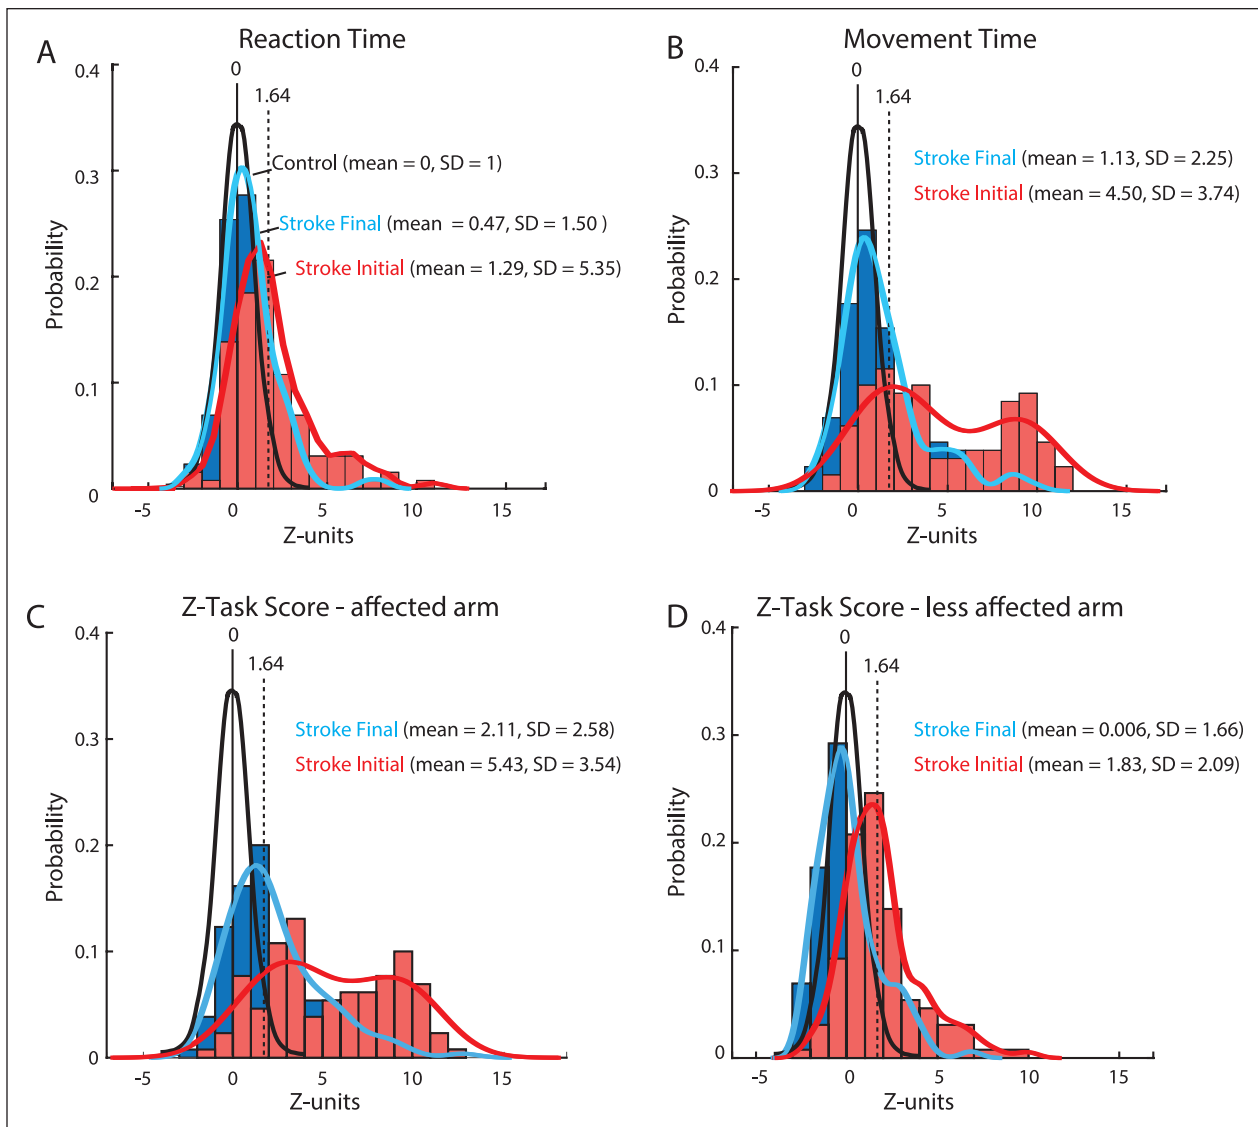 A
Reaction Time
0.4
0.3
0.2
0.1
0
Probability
0
1.64
Control (mean = 0, SD = 1)
Stroke Final (mean = 0.47, SD = 1.50 )
Stroke Initial (mean = 1.29, SD = 5.35)
-5
0
5
10
15
Z-units
B
Movement Time
0.4
0.3
0.2
0.1
0
Probability
0
1.64
Stroke Final (mean = 1.13, SD = 2.25)
Stroke Initial (mean = 4.50, SD = 3.74)
-5
0
5
10
15
Z-units
C
Z-Task Score - affected arm
0.4
0.3
0.2
0.1
0
Probability
0
1.64
Stroke Final (mean = 2.11, SD = 2.58)
Stroke Initial (mean = 5.43, SD = 3.54)
-5
0
5
10
15
Z-units
D
Z-Task Score - less affected arm
0.4
0.3
0.2
0.1
0
Probability
0
1.64
Stroke Final (mean = 0.006, SD = 1.66)
Stroke Initial (mean = 1.83, SD = 2.09)
-5
0
5
10
15
Z-units